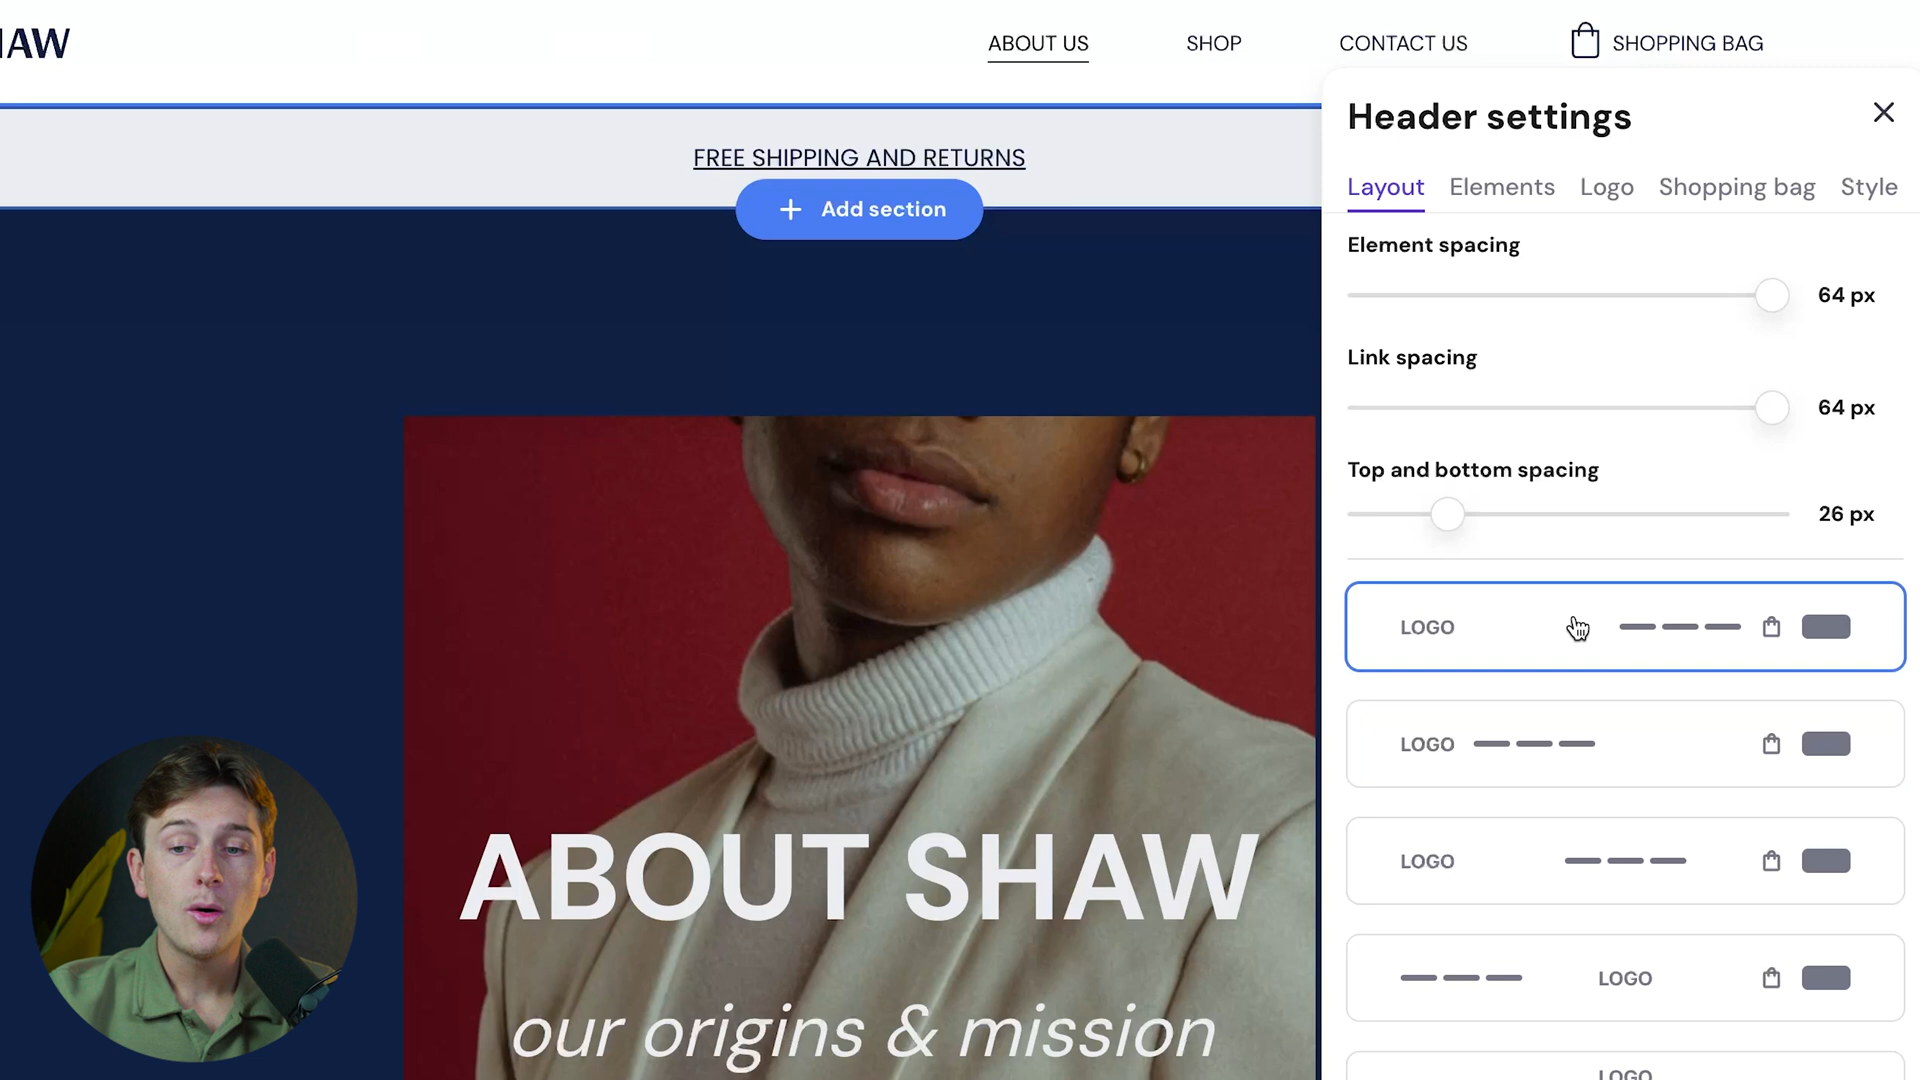 HAW
ABOUT US
SHOP
CONTACT US
SHOPPING BAG
FREE SHIPPING AND RETURNS
+ Add section
ABOUT SHAW
our origins & mission
Header settings
Layout
Elements
Logo
Shopping bag
Style
Element spacing
64 px
Link spacing
64 px
Top and bottom spacing
26 px
LOGO
LOGO
LOGO
LOGO
LOGO